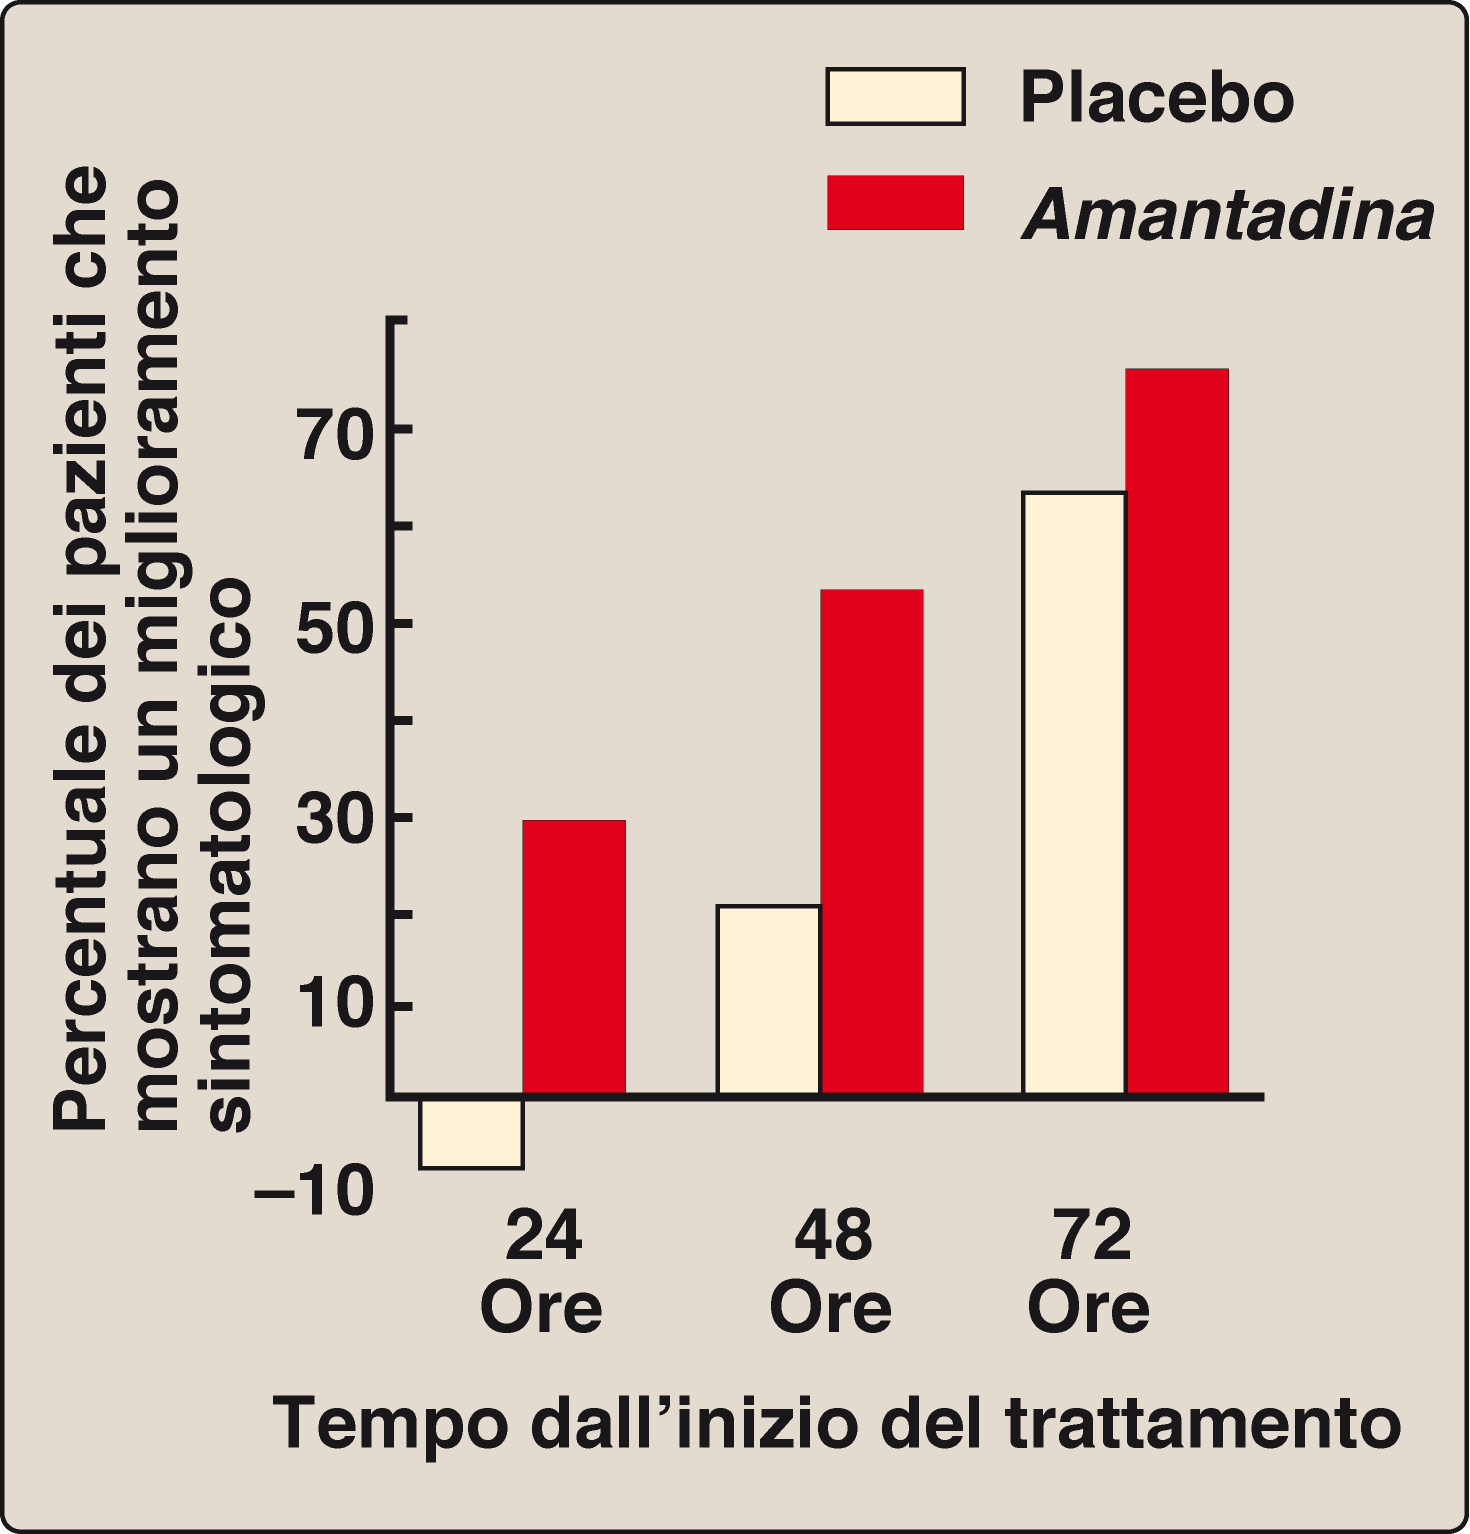 Placebo
Amantadina
Percentuale dei pazienti che
mostrano un miglioramento
sintomatologico
70
50
30
10
–10
24
Ore
48
Ore
72
Ore
Tempo dall’inizio del trattamento